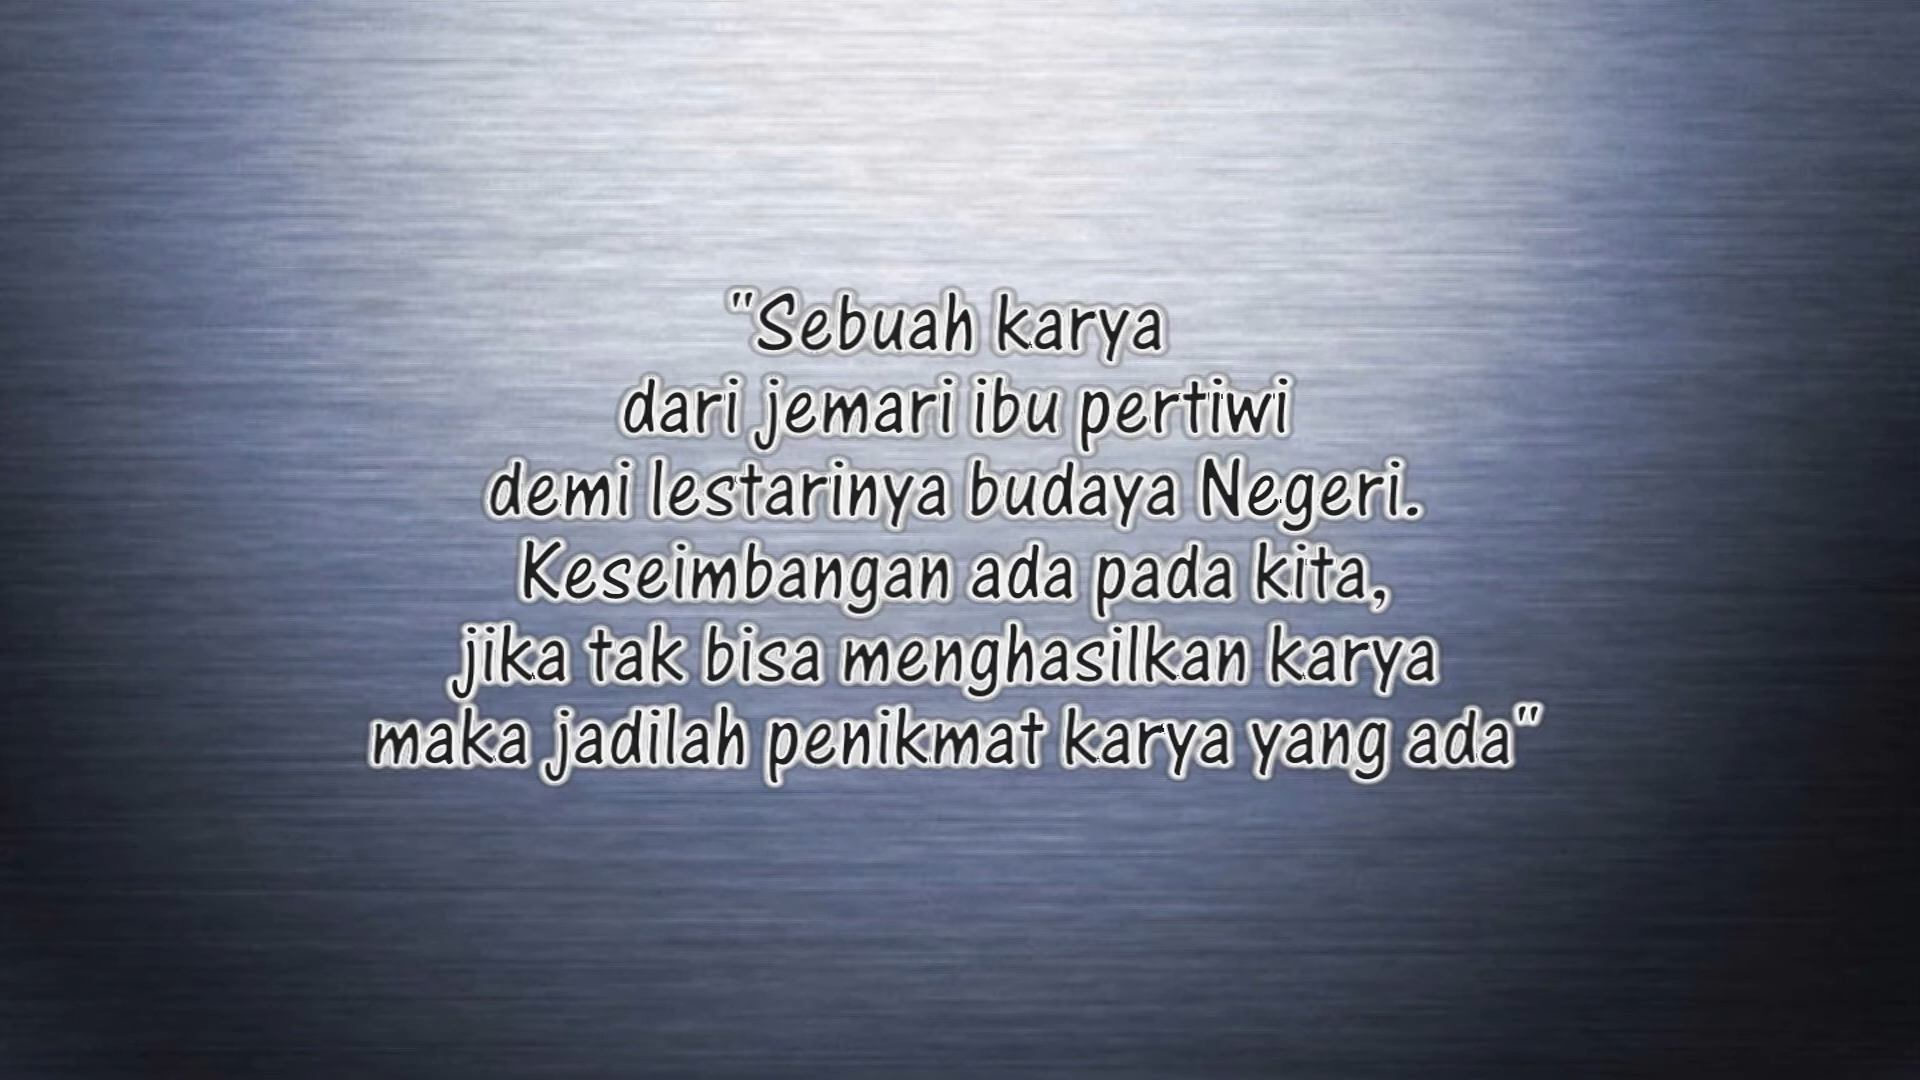 "Sebuah karya
dari jemari ibu pertiwi
demi lestarinya budaya Negeri.
Keseimbangan ada pada kita,
jika tak bisa menghasilkan karya
maka jadilah penikmat karya yang ada"